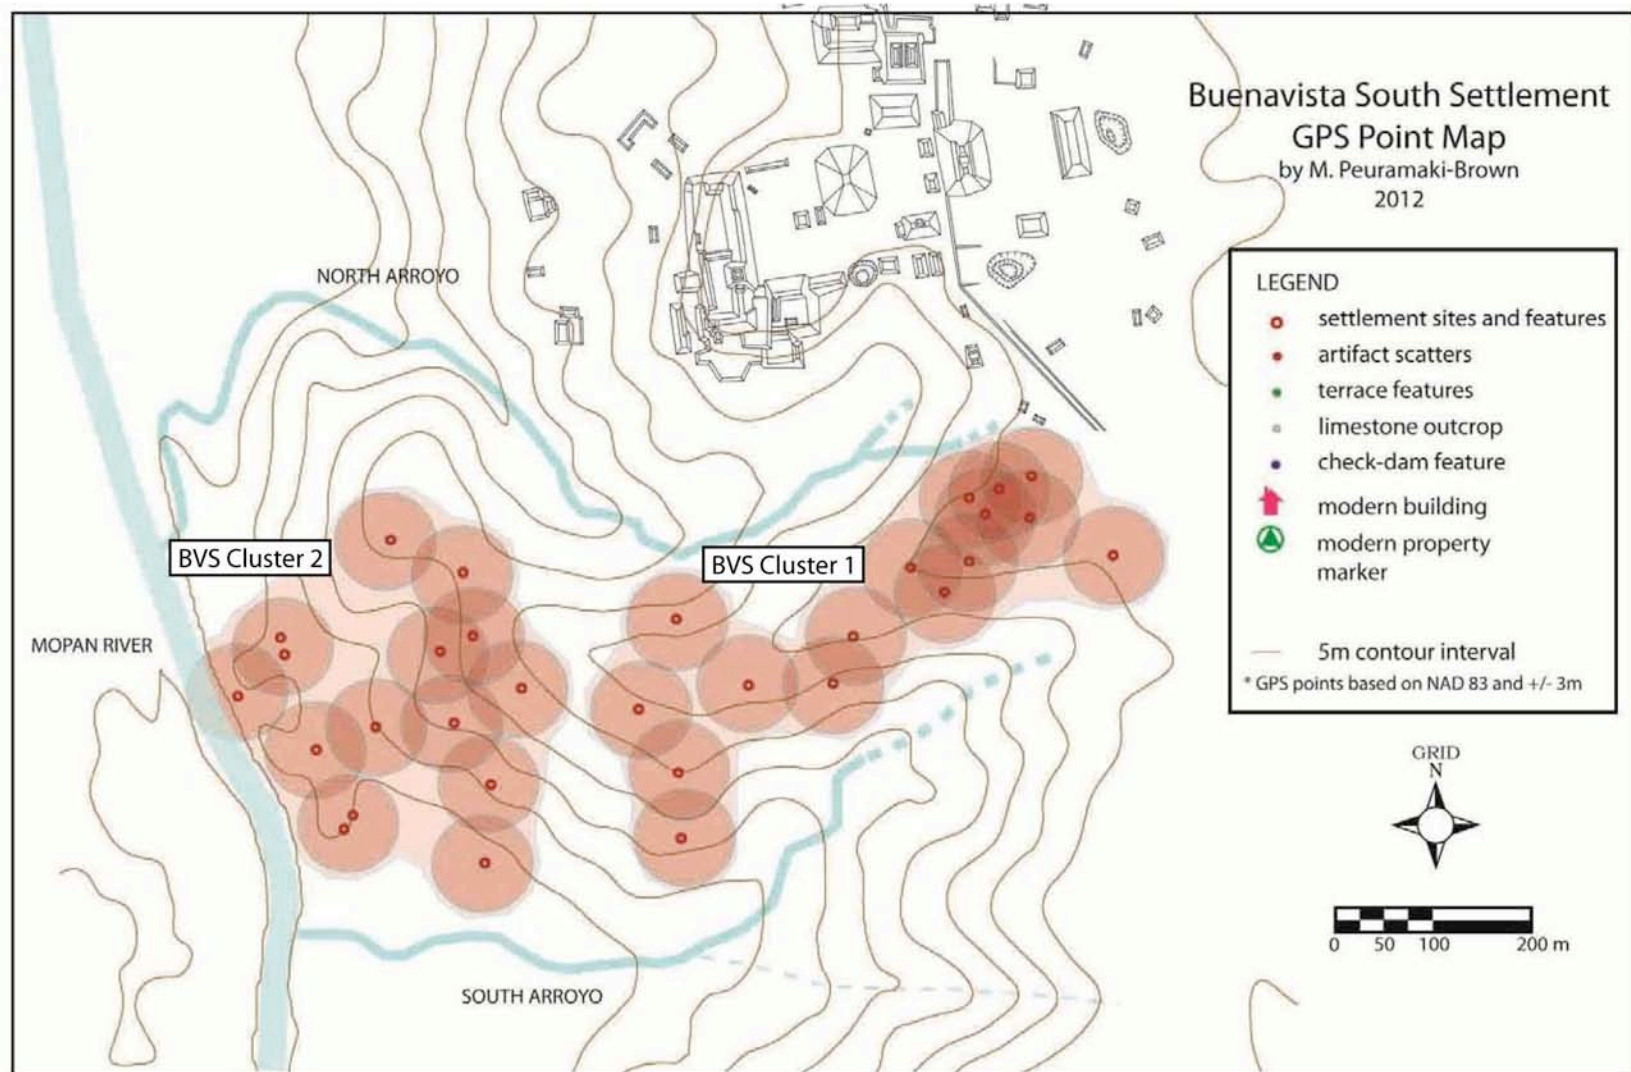 Buenavista South Settlement
GPS Point Map
by M. Peuramaki-Brown
2012
NORTH ARROYO
LEGEND
settlement sites and features
artifact scatters
terrace features
limestone outcrop
check-dam feature
modern building
modern property
marker
5m contour interval
* GPS points based on NAD 83 and +/- 3m
BVS Cluster 2
BVS Cluster 1
MOPAN RIVER
GRID
N
0 50 100 200 m
SOUTH ARROYO